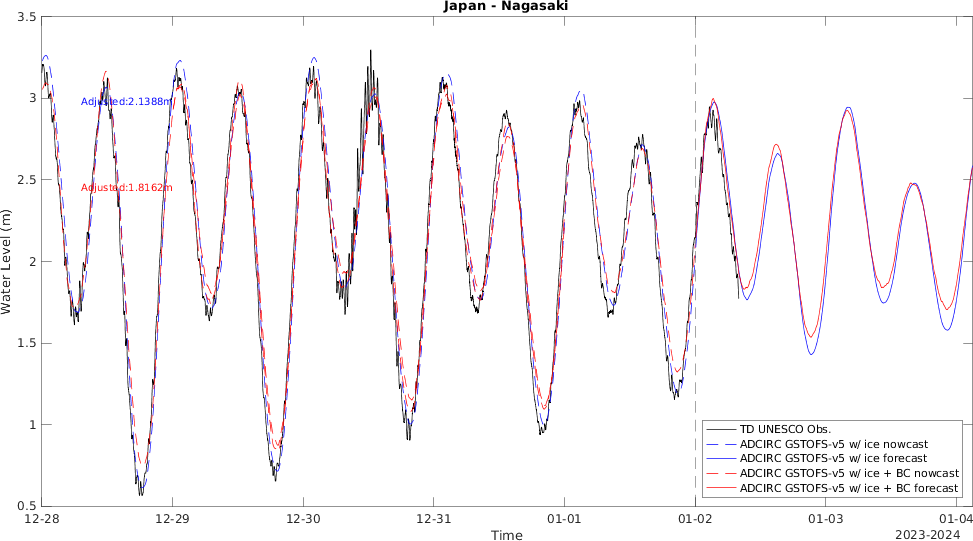 Japan - Nagasaki
3.5
3
2.5
2
1.5
1
0.5
Water Level (m)
Adjusted:2.1388m
Adjusted:1.8162m
TD UNESCO Obs.
ADCIRC GSTOFS-v5 w/ ice nowcast
ADCIRC GSTOFS-v5 w/ ice forecast
ADCIRC GSTOFS-v5 w/ ice + BC nowcast
ADCIRC GSTOFS-v5 w/ ice + BC forecast
12-28 12-29 12-30 12-31 01-01 01-02 01-03 01-04
Time
2023-2024